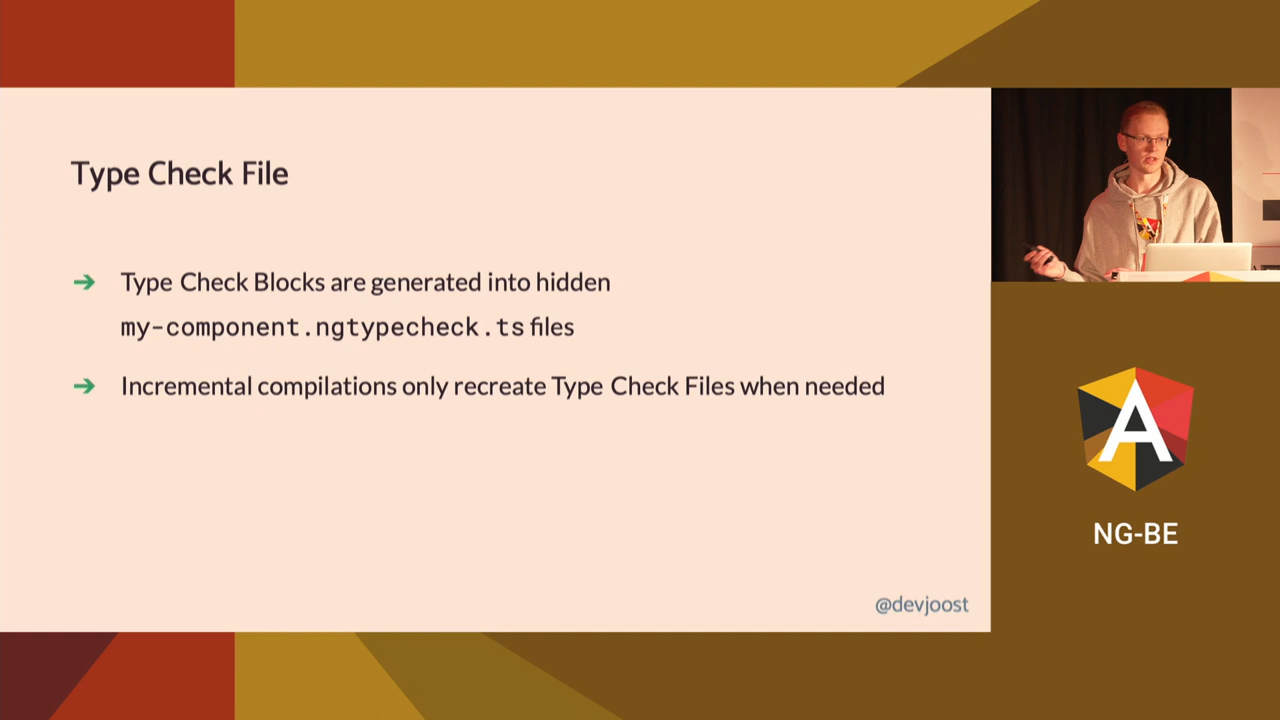 Type Check File
➔ Type Check Blocks are generated into hidden
my-component.ngtypecheck.ts files
➔ Incremental compilations only recreate Type Check Files when needed
@devjoost
A
NG-BE